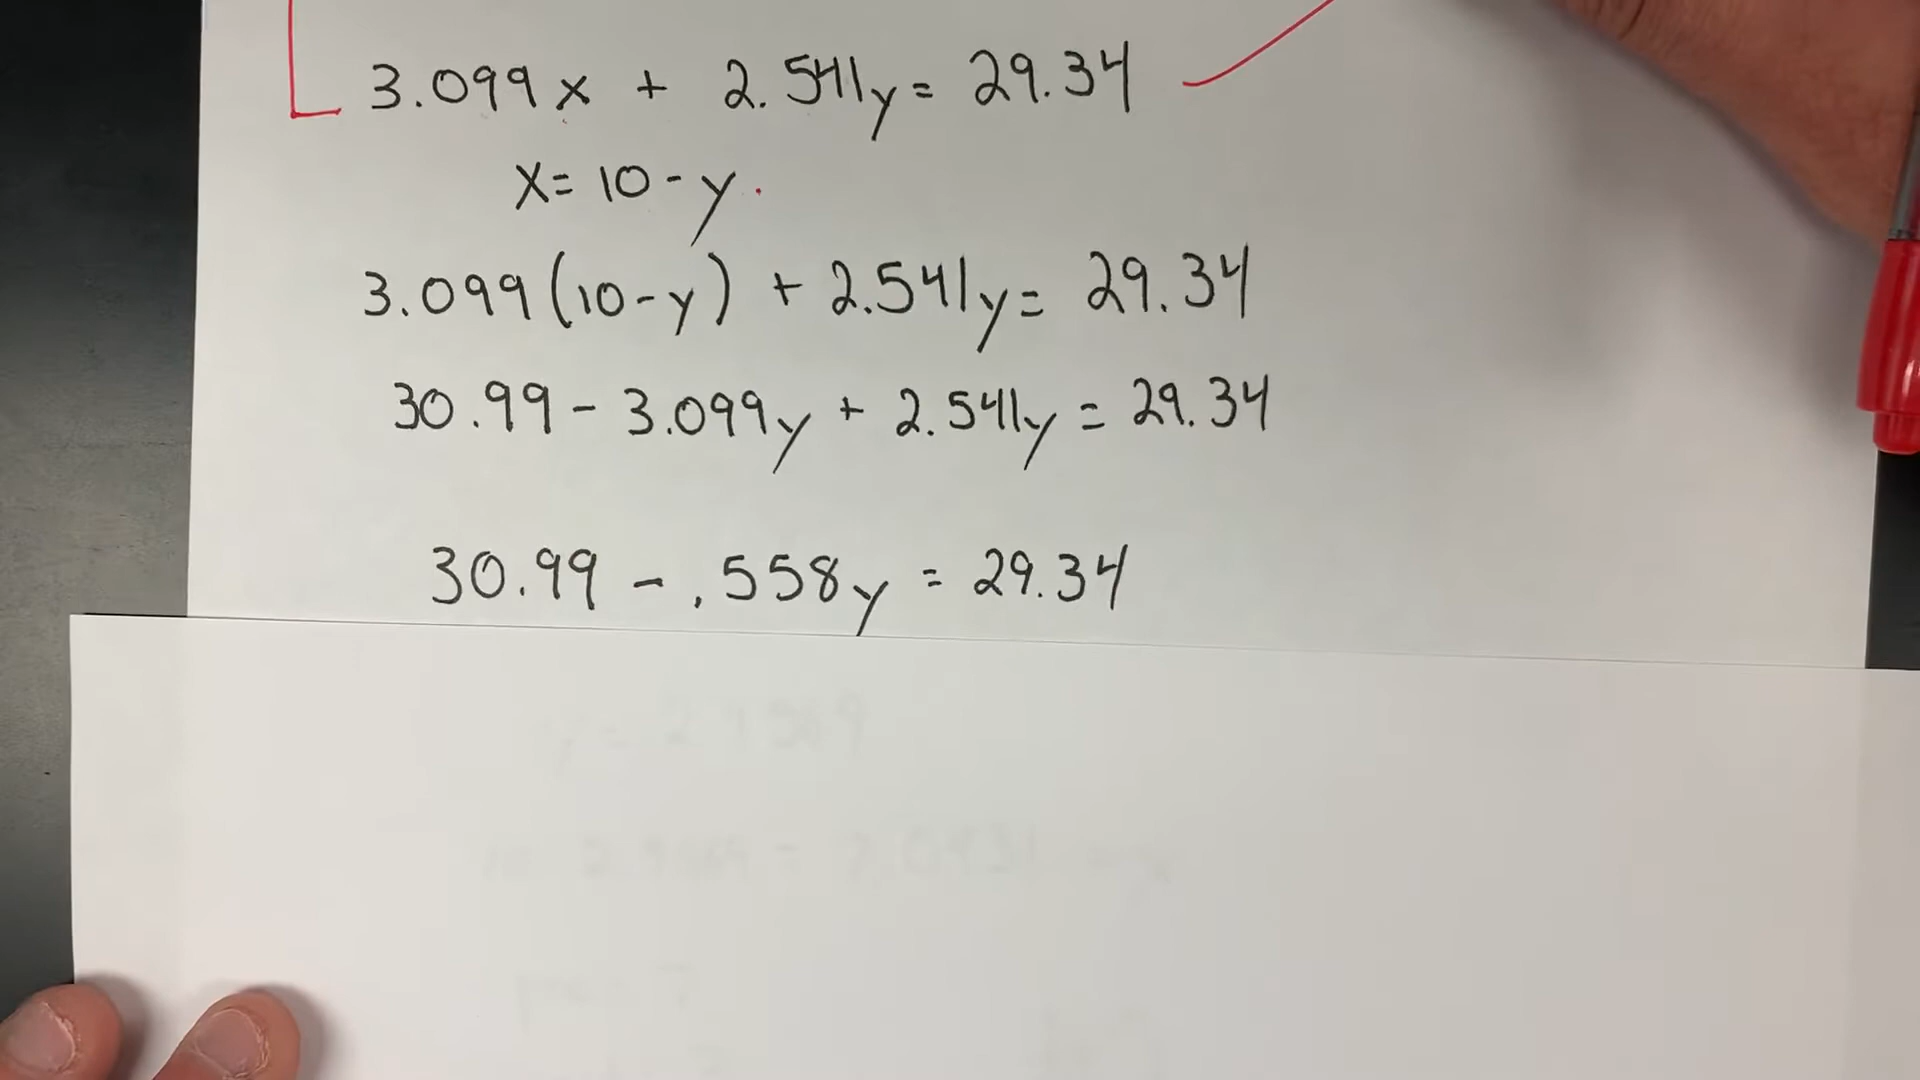 3.099x + 2.541y = 29.34
x = 10 - y
3.099(10-y) + 2.541y = 29.34
30.99 - 3.099y + 2.541y = 29.34
30.99 - .558y = 29.34